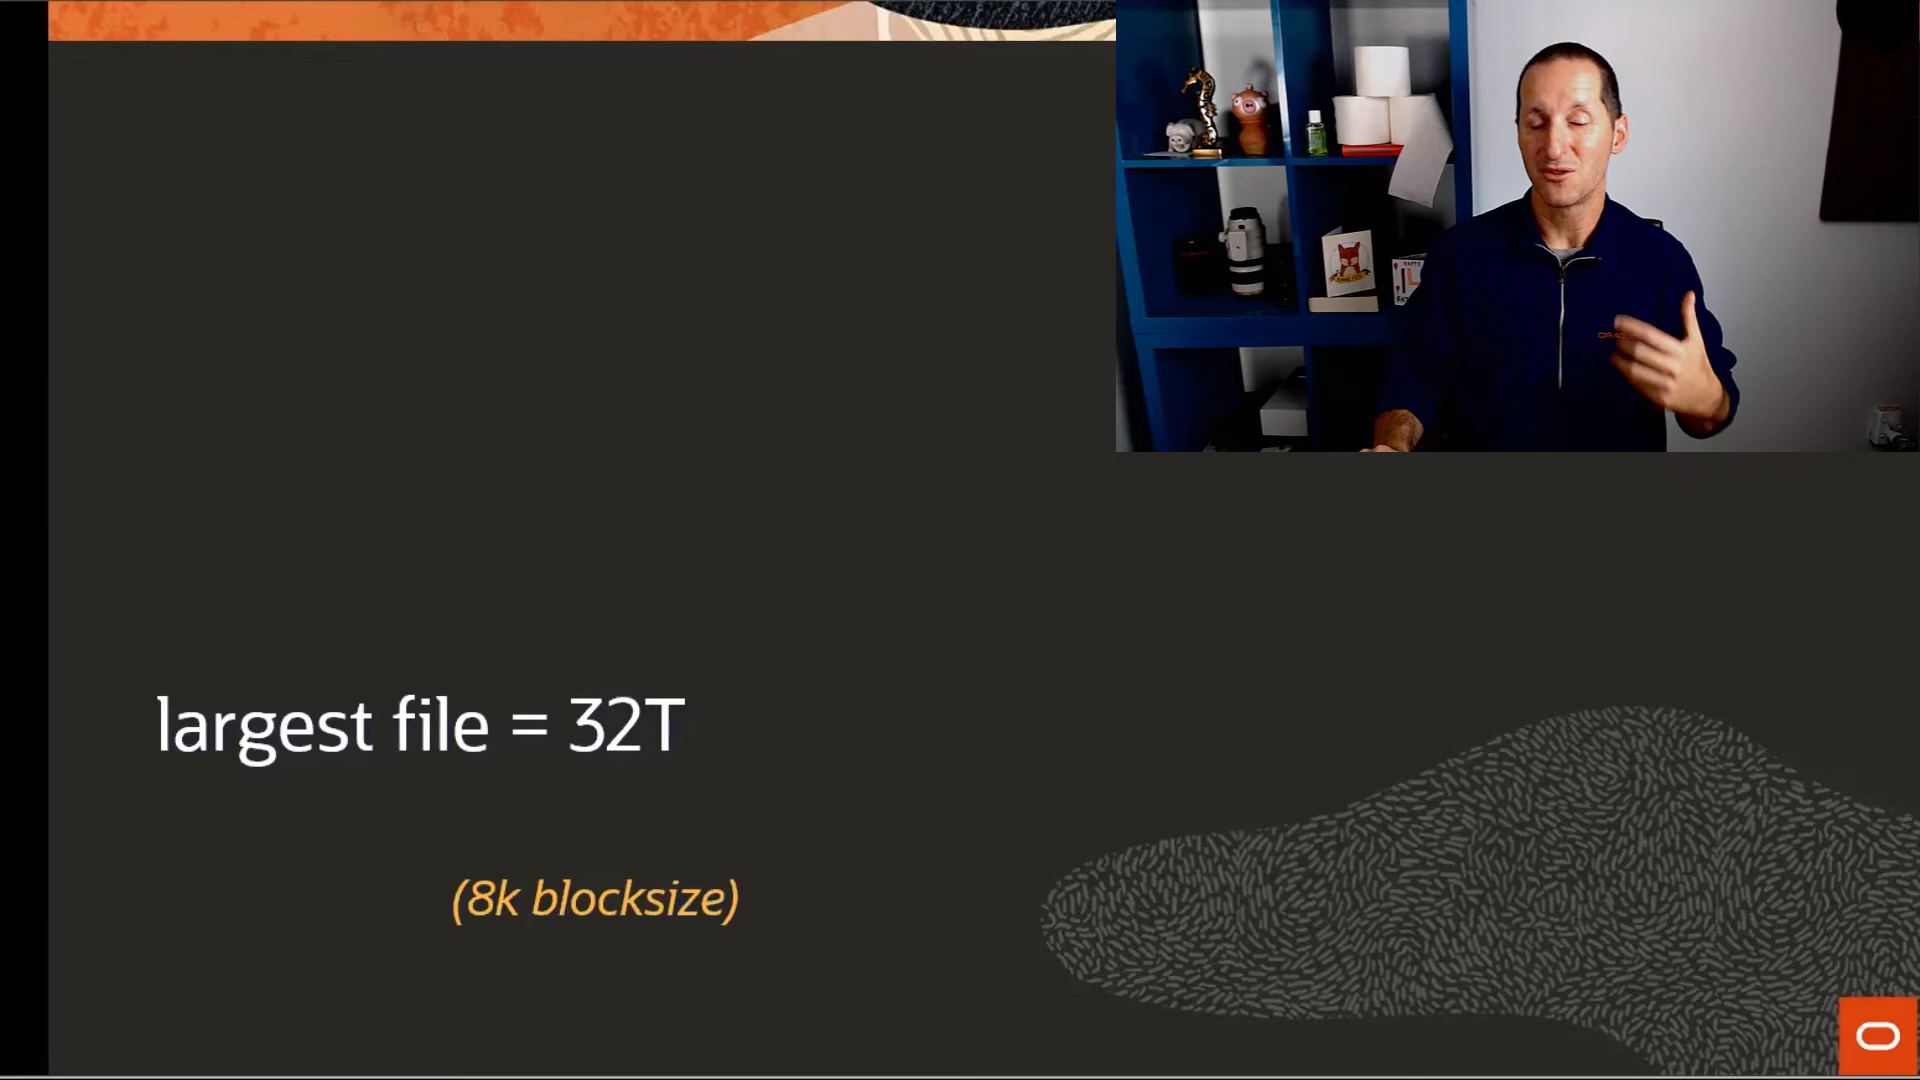 largest file = 32T
(8k blocksize)